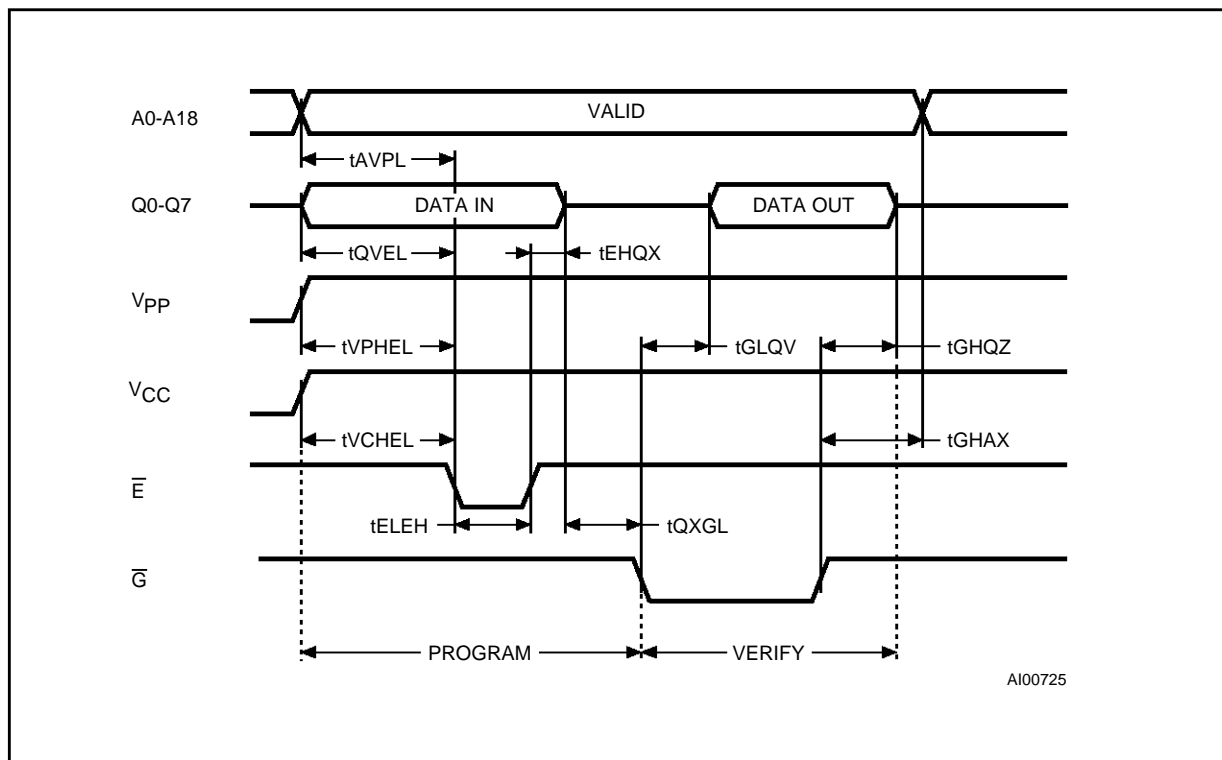 A0-A18
VALID
tAVPL
Q0-Q7
DATA IN
DATA OUT
tQVEL
tEHQX
VPP
tVPHEL
tGLQV
tGHQZ
VCC
tVCHEL
tGHAX
E̅
tELEH
tQXGL
G̅
PROGRAM
VERIFY
AI00725